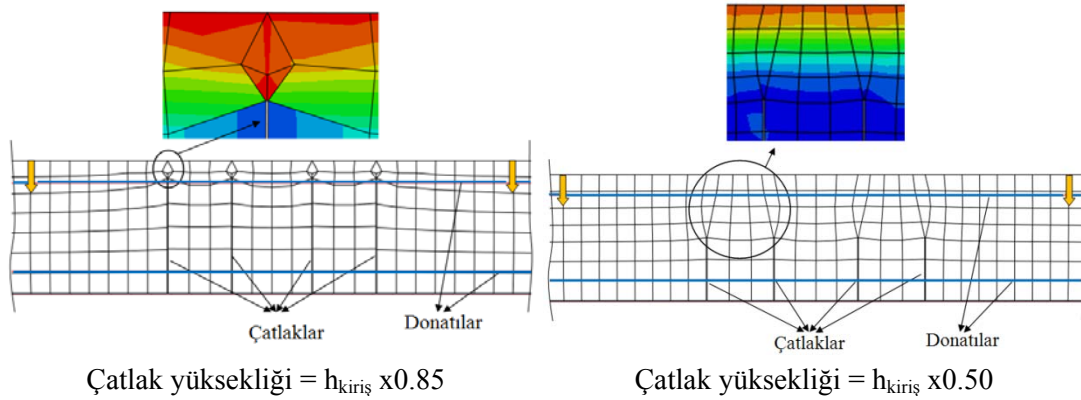 Çatlaklar
Donatılar
Çatlak yüksekliği = hkiriş x0.85
Çatlaklar
Donatılar
Çatlak yüksekliği = hkiriş x0.50